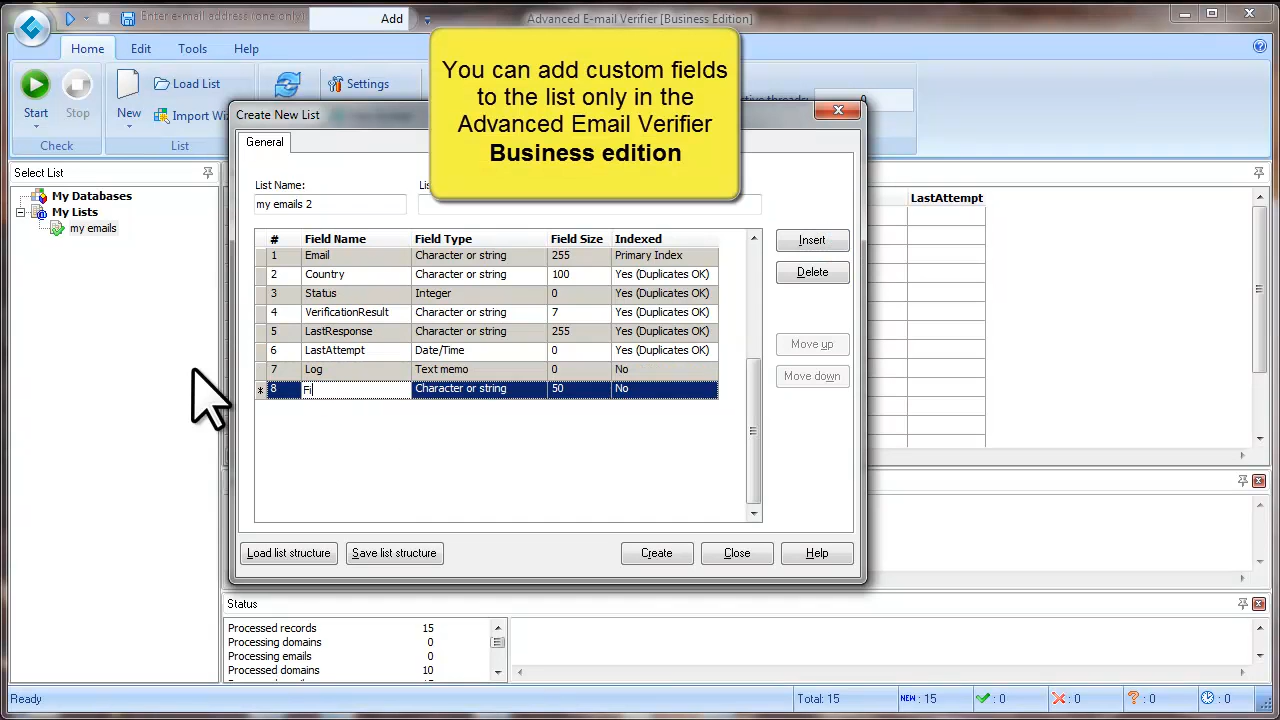 Enter e-mail address (one only)
Add
Advanced E-mail Verifier [Business Edition]
Home
Edit
Tools
Help
Start
Stop
Check
New
Load List
Import Wi
List
Settings
0
You can add custom fields
to the list only in the
Advanced Email Verifier
Business edition
Select List
My Databases
My Lists
my emails
LastAttempt
Create New List
General
List Name:
my emails 2
# Field Name Field Type Field Size Indexed
1 Email Character or string 255 Primary Index
2 Country Character or string 100 Yes (Duplicates OK)
3 Status Integer 0 Yes (Duplicates OK)
4 VerificationResult Character or string 7 Yes (Duplicates OK)
5 LastResponse Character or string 255 Yes (Duplicates OK)
6 LastAttempt Date/Time 0 Yes (Duplicates OK)
7 Log Text memo 0 No
* 8 Fi Character or string 50 No
Insert
Delete
Move up
Move down
Load list structure
Save list structure
Create
Close
Help
Status
Processed records 15
Processing domains 0
Processing emails 0
Processed domains 10
Ready
Total: 15
NEW : 15
: 0
: 0
: 0
: 0